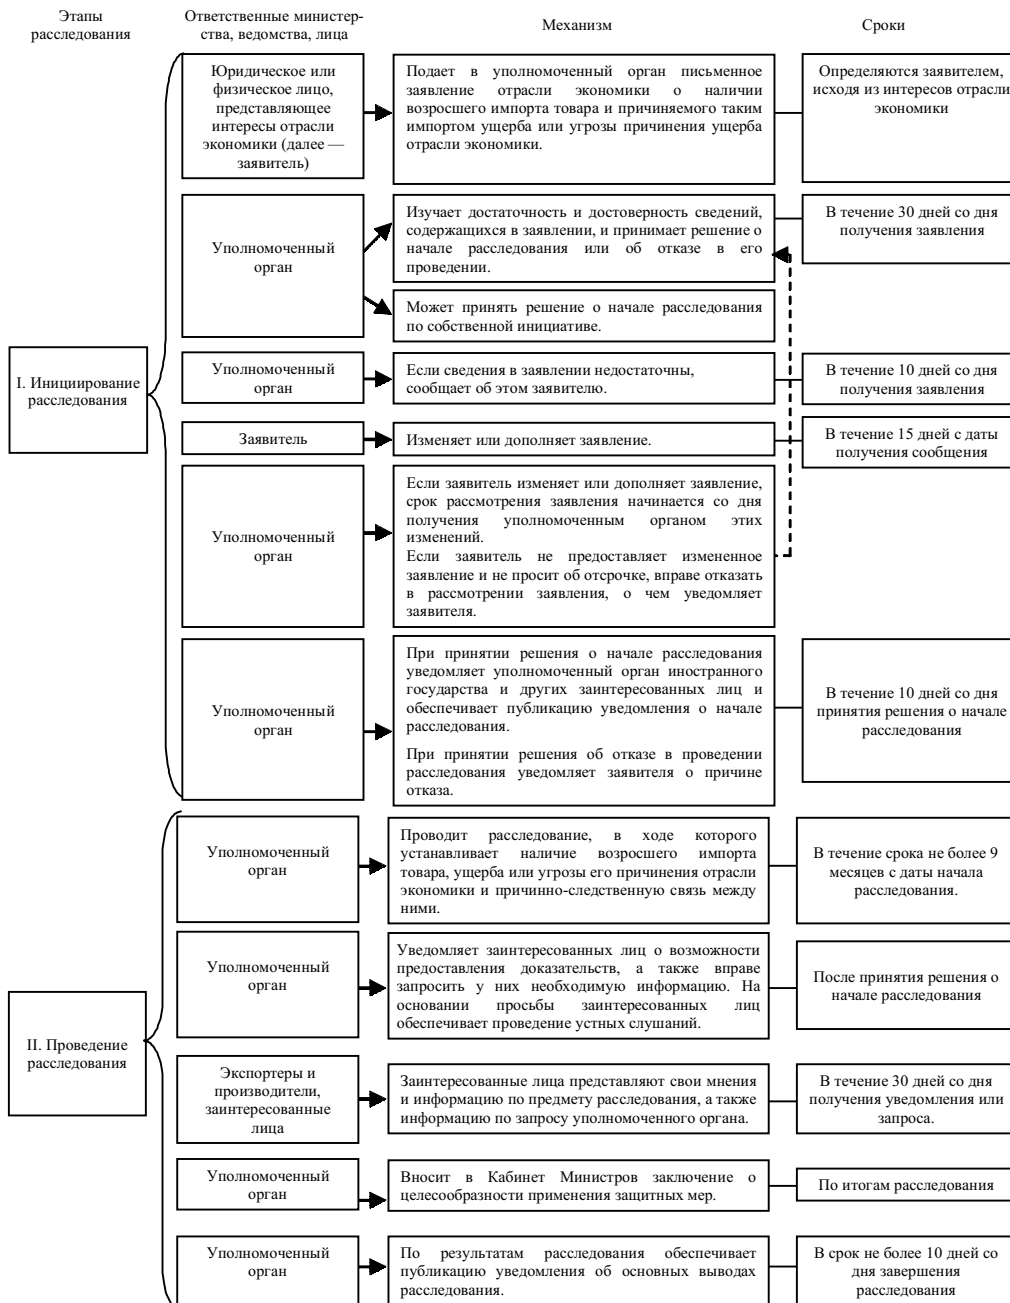 Этапы
расследования
Ответственные министер-
ства, ведомства, лица
Механизм
Сроки
I. Инициирование
расследования
Юридическое или
физическое лицо,
представляющее
интересы отрасли
экономики (далее —
заявитель)
Подает в уполномоченный орган письменное
заявление отрасли экономики о наличии
возросшего импорта товара и причиняемого таким
импортом ущерба или угрозы причинения ущерба
отрасли экономики.
Определяются заявителем,
исходя из интересов отрасли
экономики
Уполномоченный
орган
Изучает достаточность и достоверность сведений,
содержащихся в заявлении, и принимает решение о
начале расследования или об отказе в его
проведении.
В течение 30 дней со дня
получения заявления
Может принять решение о начале расследования
по собственной инициативе.
Уполномоченный
орган
Если сведения в заявлении недостаточны,
сообщает об этом заявителю.
В течение 10 дней со дня
получения заявления
Заявитель
Изменяет или дополняет заявление.
В течение 15 дней с даты
получения сообщения
Уполномоченный
орган
Если заявитель изменяет или дополняет заявление,
срок рассмотрения заявления начинается со дня
получения уполномоченным органом этих
изменений.
Если заявитель не предоставляет измененное
заявление и не просит об отсрочке, вправе отказать
в рассмотрении заявления, о чем уведомляет
заявителя.
Уполномоченный
орган
При принятии решения о начале расследования
уведомляет уполномоченный орган иностранного
государства и других заинтересованных лиц и
обеспечивает публикацию уведомления о начале
расследования.
При принятии решения об отказе в проведении
расследования уведомляет заявителя о причине
отказа.
В течение 10 дней со дня
принятия решения о начале
расследования
II. Проведение
расследования
Уполномоченный
орган
Проводит расследование, в ходе которого
устанавливает наличие возросшего импорта
товара, ущерба или угрозы его причинения отрасли
экономики и причинно-следственную связь между
ними.
В течение срока не более 9
месяцев с даты начала
расследования.
Уполномоченный
орган
Уведомляет заинтересованных лиц о возможности
предоставления доказательств, а также вправе
запросить у них необходимую информацию. На
основании просьбы заинтересованных лиц
обеспечивает проведение устных слушаний.
После принятия решения о
начале расследования
Экспортеры и
производители,
заинтересованные
лица
Заинтересованные лица представляют свои мнения
и информацию по предмету расследования, а также
информацию по запросу уполномоченного органа.
В течение 30 дней со дня
получения уведомления или
запроса.
Уполномоченный
орган
Вносит в Кабинет Министров заключение о
целесообразности применения защитных мер.
По итогам расследования
Уполномоченный
орган
По результатам расследования обеспечивает
публикацию уведомления об основных выводах
расследования.
В срок не более 10 дней со
дня завершения
расследования